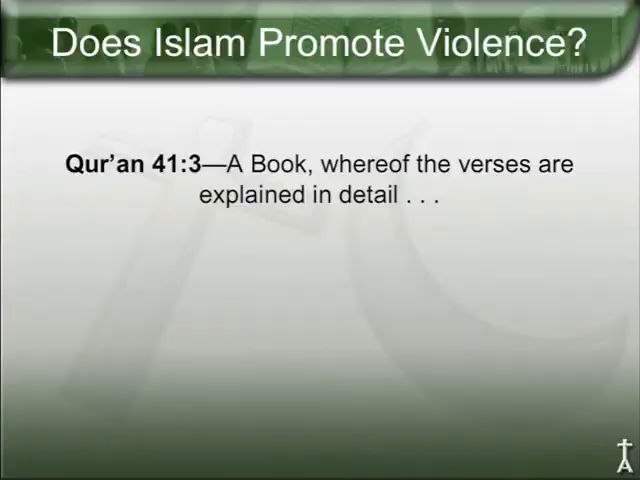 Does Islam Promote Violence?
Qur’an 41:3—A Book, whereof the verses are
explained in detail . . .